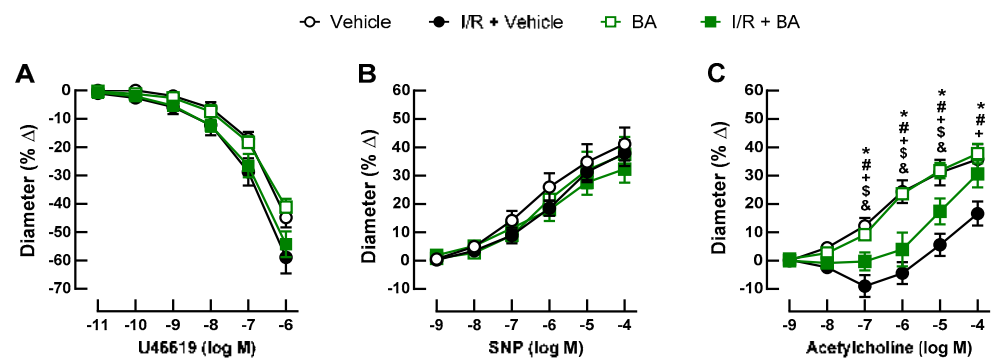 Vehicle
I/R + Vehicle
BA
I/R + BA
A
Diameter (% Δ)
0
-10
-20
-30
-40
-50
-60
-70
-11 -10 -9 -8 -7 -6
U46619 (log M)
B
Diameter (% Δ)
60
50
40
30
20
10
0
-10
-9 -8 -7 -6 -5 -4
SNP (log M)
C
Diameter (% Δ)
60
50
40
30
20
10
0
-10
*
#
+
$
&
*
#
+
$
&
*
#
+
$
&
*
#
+
-9 -8 -7 -6 -5 -4
Acetylcholine (log M)